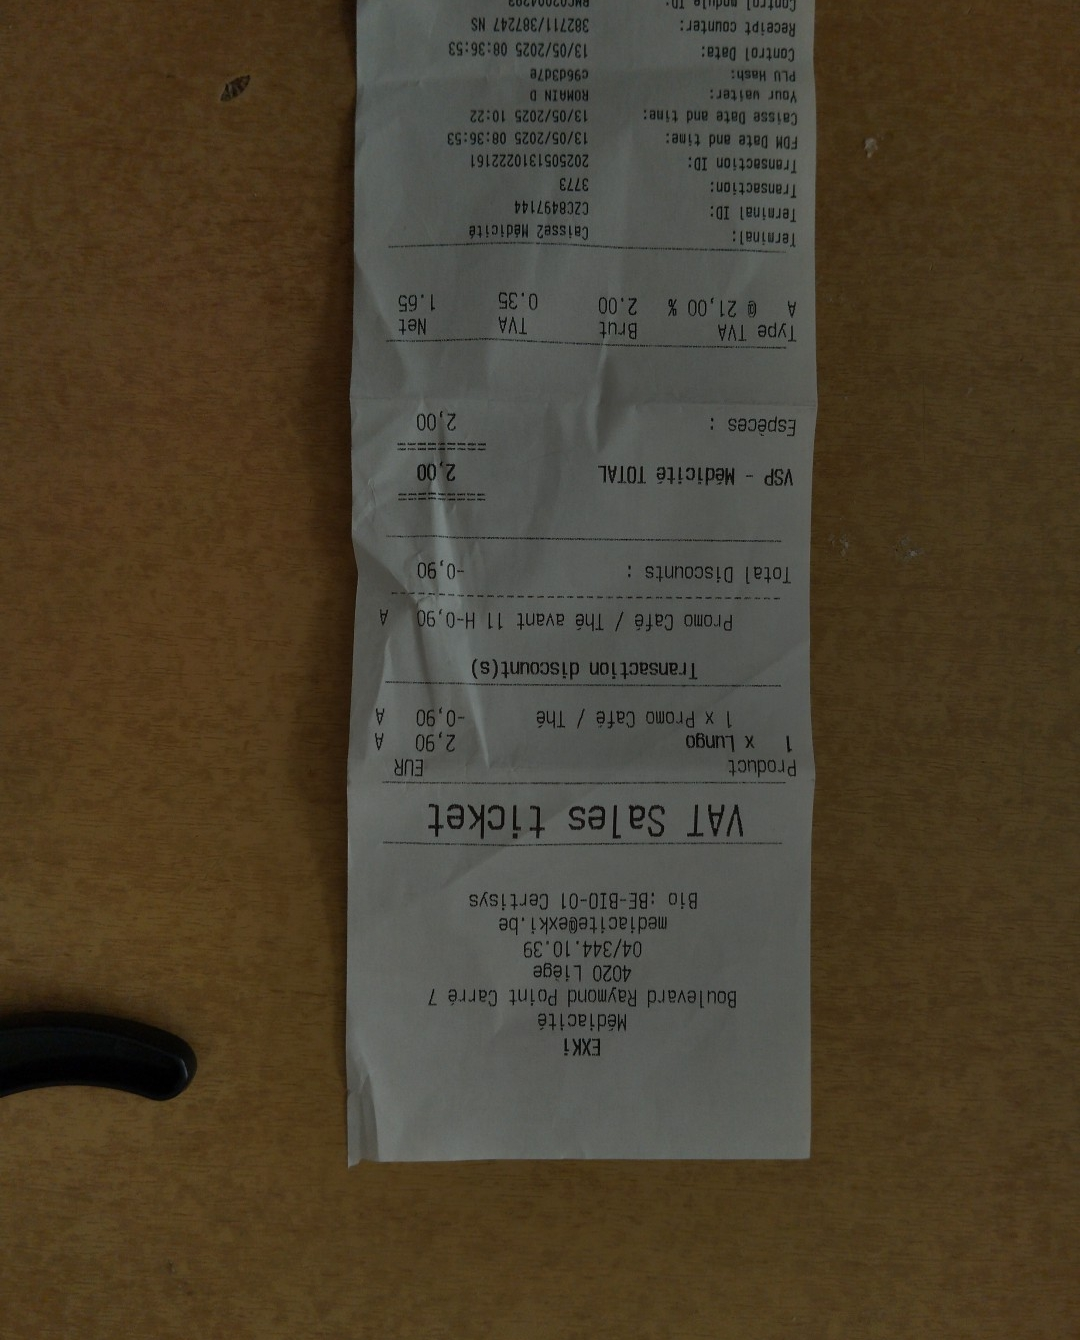 EXKi
Médiacité
Boulevard Raymond Point Carré 7
4020 Liège
04/344.10.39
mediacite@exki.be
Bio :BE-BIO-01 Certisys
VAT Sales ticket
Product EUR
1 x Lungo 2,90 A
1 x Promo Café / Thé -0,90 A
Transaction discount(s)
Promo Café / Thé avant 11 H-0,90 A
Total Discounts : -0,90
=========
VSP - Médicité TOTAL 2,00
=========
Espèces : 2,00
Type TVA Brut TVA Net
A @ 21,00 % 2.00 0.35 1.65
Terminal: Caisse2 Médicité
Terminal ID: CZC8497144
Transaction: 3773
Transaction ID: 20250513102222161
FDM Date and time: 13/05/2025 08:36:53
Caisse Date and time: 13/05/2025 10:22
Your waiter: ROMAIN D
PLU Hash: c96d3d7e
Control Data: 13/05/2025 08:36:53
Receipt counter: 382711/387247 NS
Control module ID: